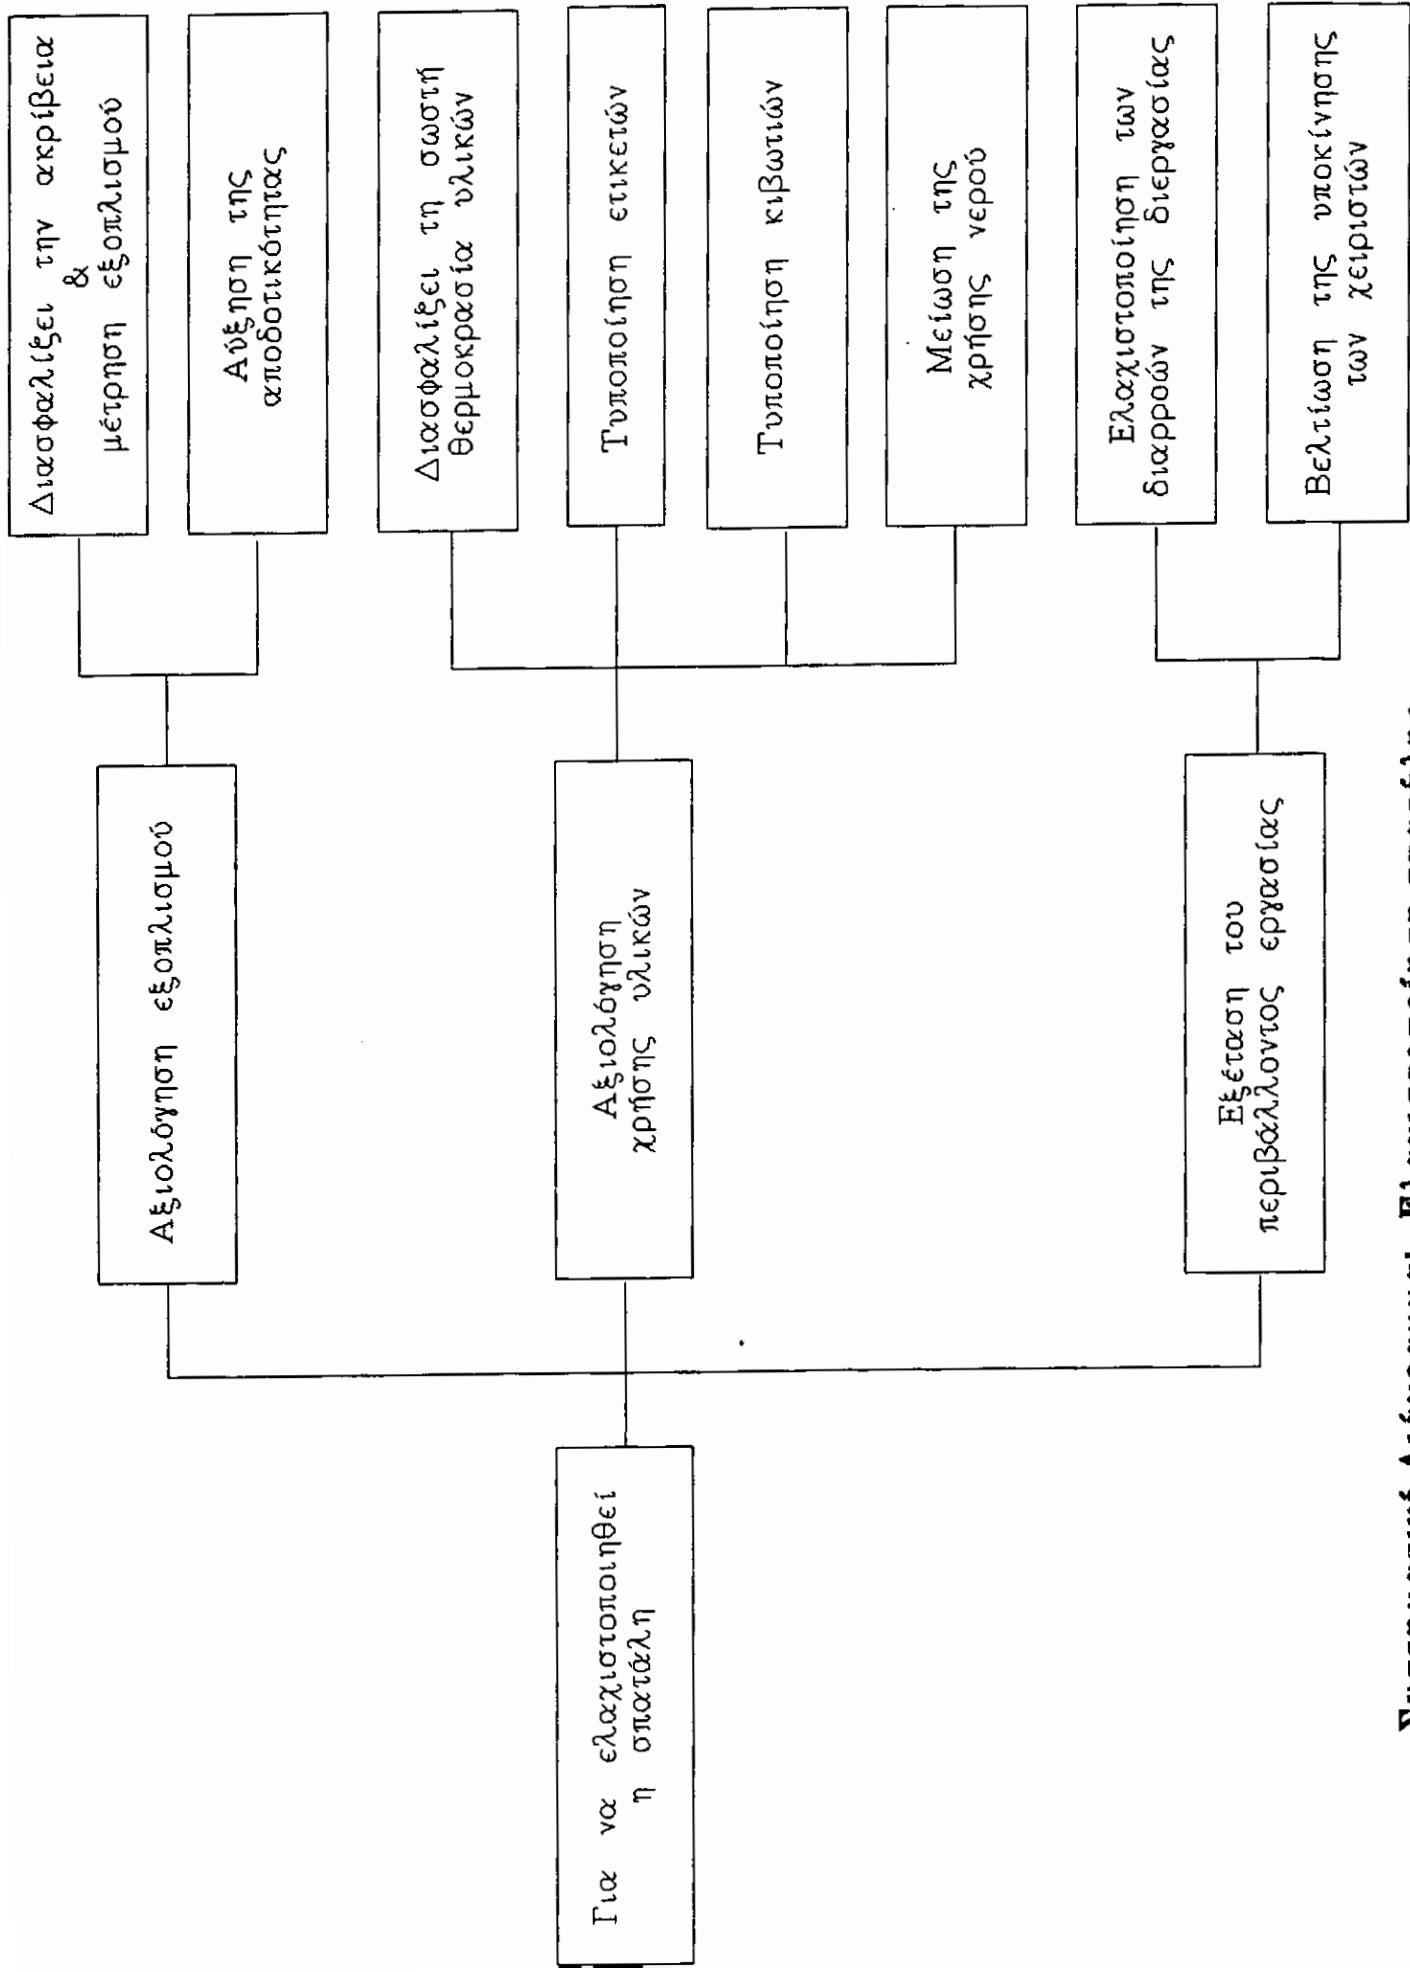 Για να ελαχιστοποιηθεί
η σπατάλη
Αξιολόγηση εξοπλισμού
Διασφαλίξει την ακρίβεια
&
μέτρηση εξοπλισμού
Αύξηση της
αποδοτικότητας
Αξιολόγηση
χρήσης υλικών
Διασφαλίξει τη σωστή
θερμοκρασία υλικών
Τυποποίηση ετικετών
Τυποποίηση κιβωτιών
Μείωση της
χρήσης νερού
Εξέταση του
περιβάλλοντος εργασίας
Ελαχιστοποίηση των
διαρροών της διεργασίας
Βελτίωση της υποκίνησης
των χειριστών